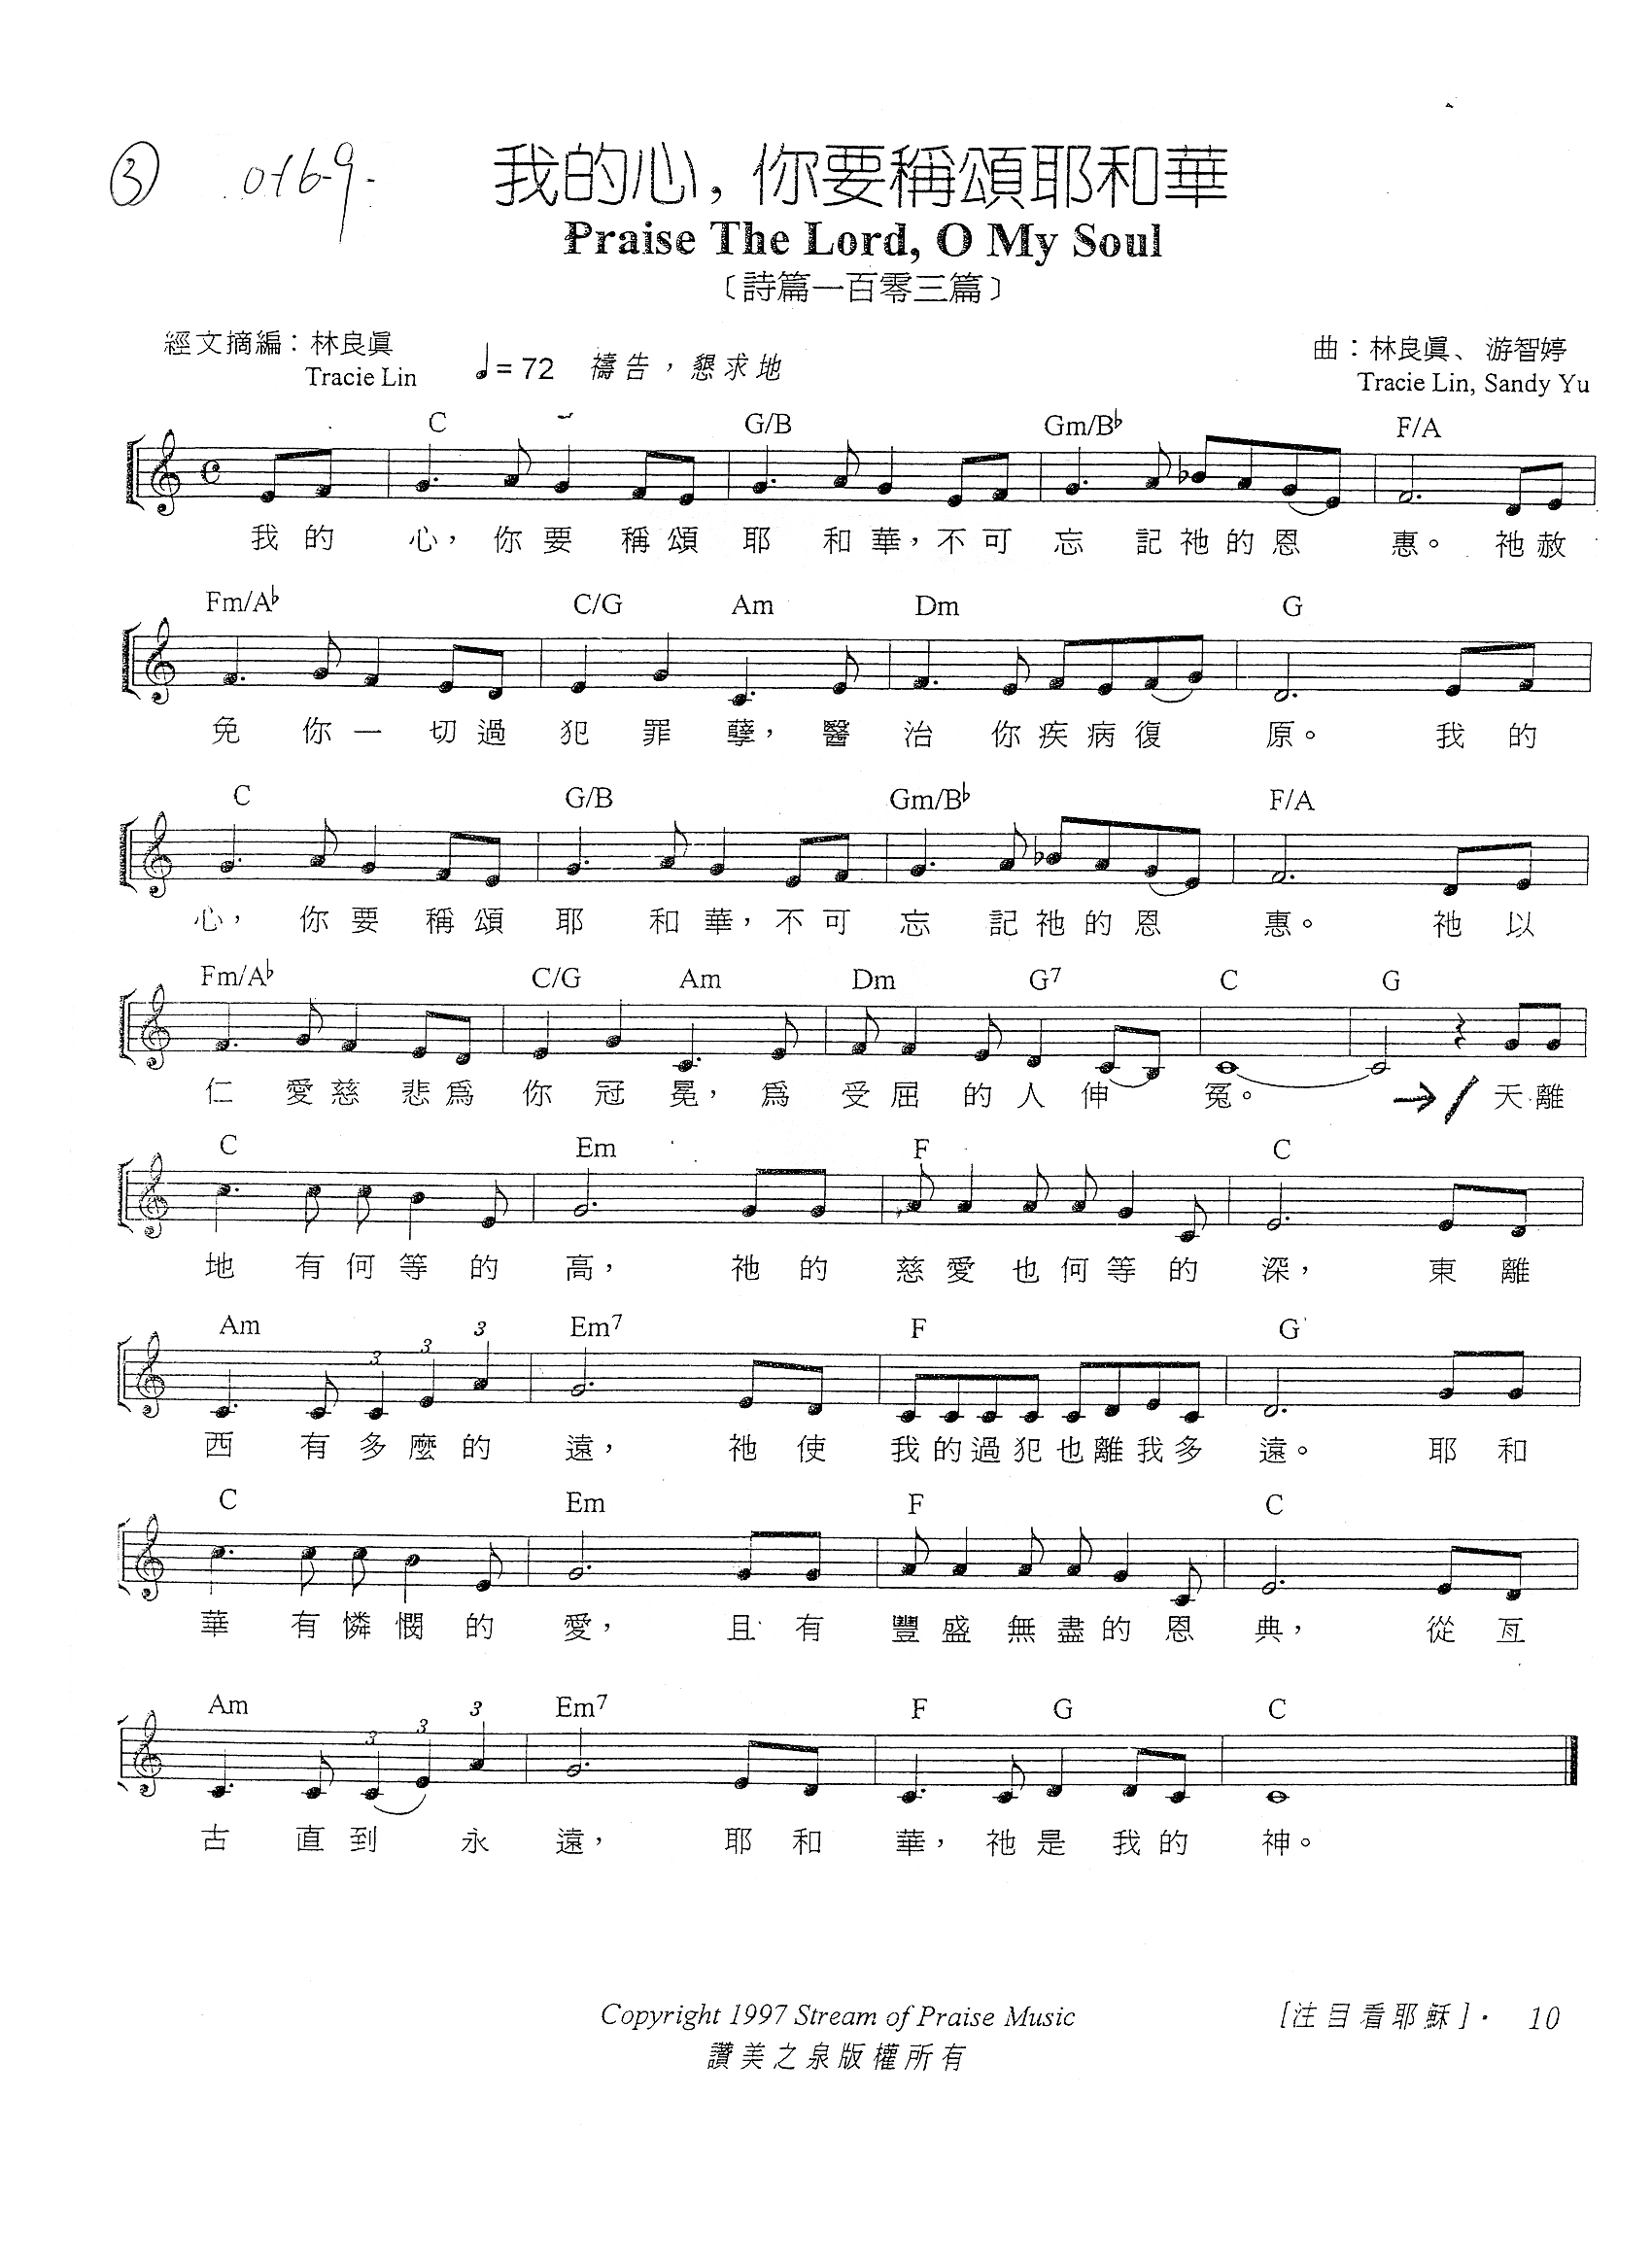 ③ 0169-
我的心，你要稱頌耶和華
Praise The Lord, O My Soul
〔詩篇一百零三篇〕
經文摘編：林良眞
Tracie Lin
♩= 72 禱告，懇求地
曲：林良眞、游智婷
Tracie Lin, Sandy Yu
C G/B Gm/B♭ F/A
我的心，你要稱頌耶和華，不可忘記祂的恩惠。祂赦
Fm/A♭ C/G Am Dm G
免你一切過犯罪孽，醫治你疾病復原。我的
C G/B Gm/B♭ F/A
心，你要稱頌耶和華，不可忘記祂的恩惠。祂以
Fm/A♭ C/G Am Dm G7 C G
仁愛慈悲爲你冠冕，爲受屈的人伸冤。天離
C Em F C
地有何等的高，祂的慈愛也何等的深，東離
Am 3 3 3 Em7 F G
西有多麼的遠，祂使我的過犯也離我多遠。耶和
C Em F C
華有憐憫的愛，且有豐盛無盡的恩典，從亙
Am 3 3 3 Em7 F G C
古直到永遠，耶和華，祂是我的神。
Copyright 1997 Stream of Praise Music
讚美之泉版權所有
[注目看耶穌]· 10